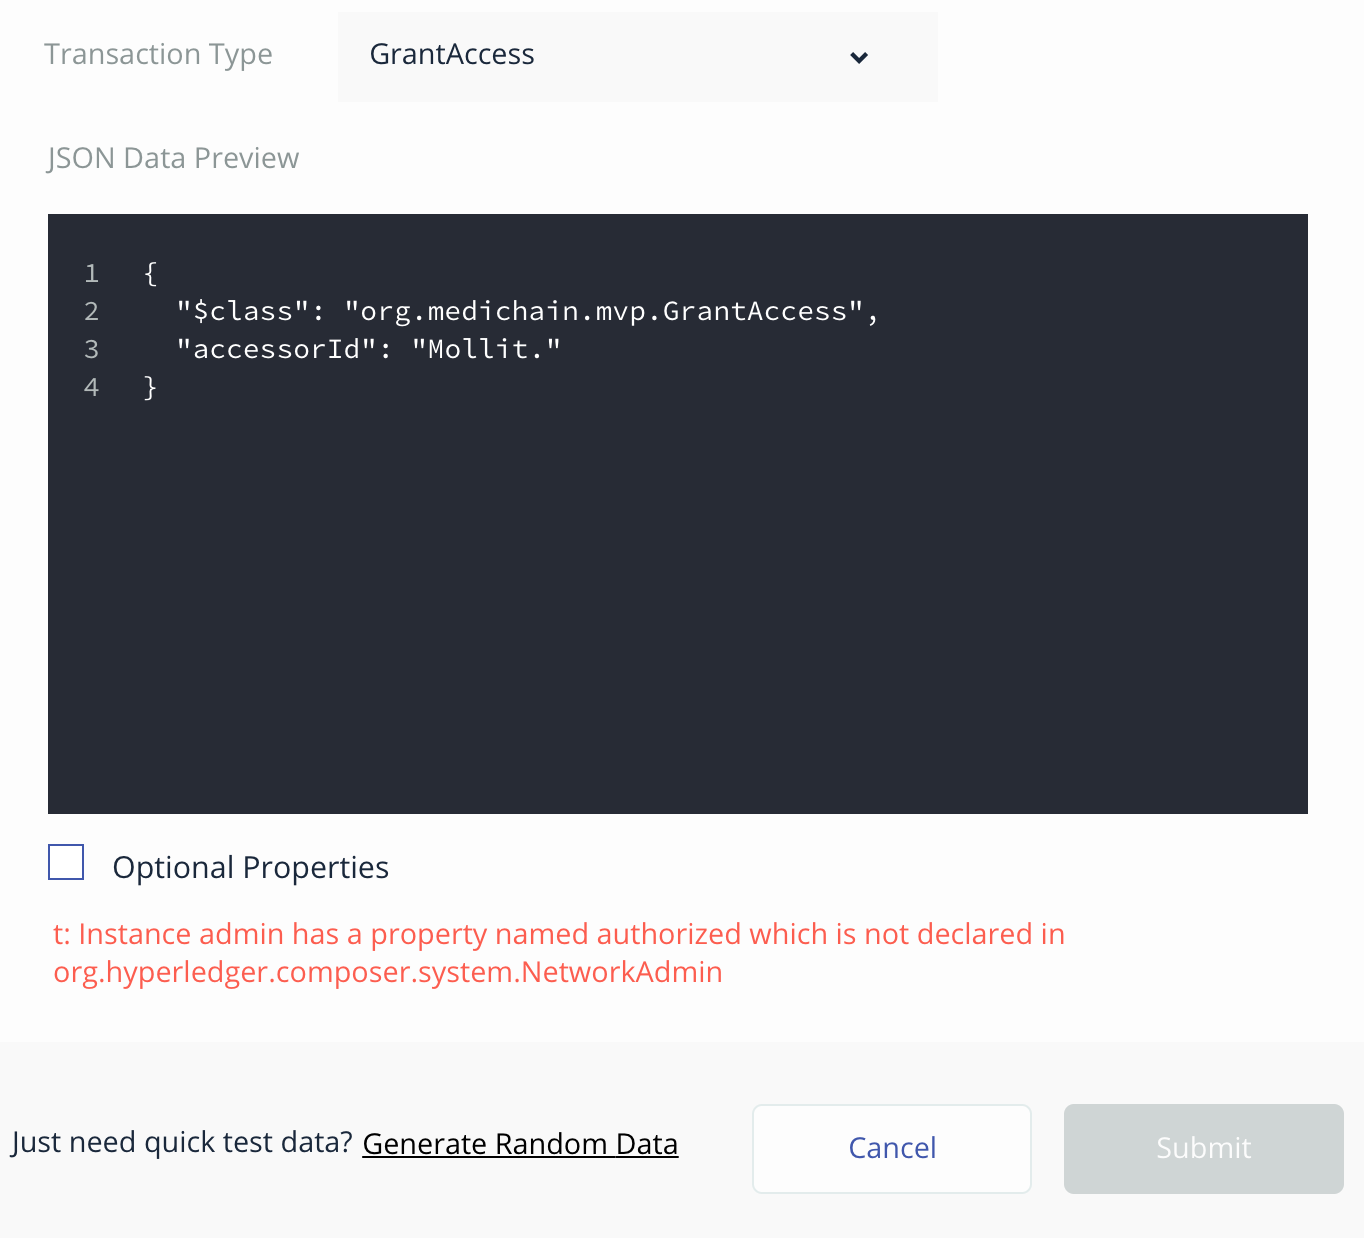 Transaction Type
GrantAccess
JSON Data Preview
1 {
2 "$class": "org.medichain.mvp.GrantAccess",
3 "accessorId": "Mollit."
4 }
Optional Properties
t: Instance admin has a property named authorized which is not declared in
org.hyperledger.composer.system.NetworkAdmin
Just need quick test data? Generate Random Data
Cancel
Submit